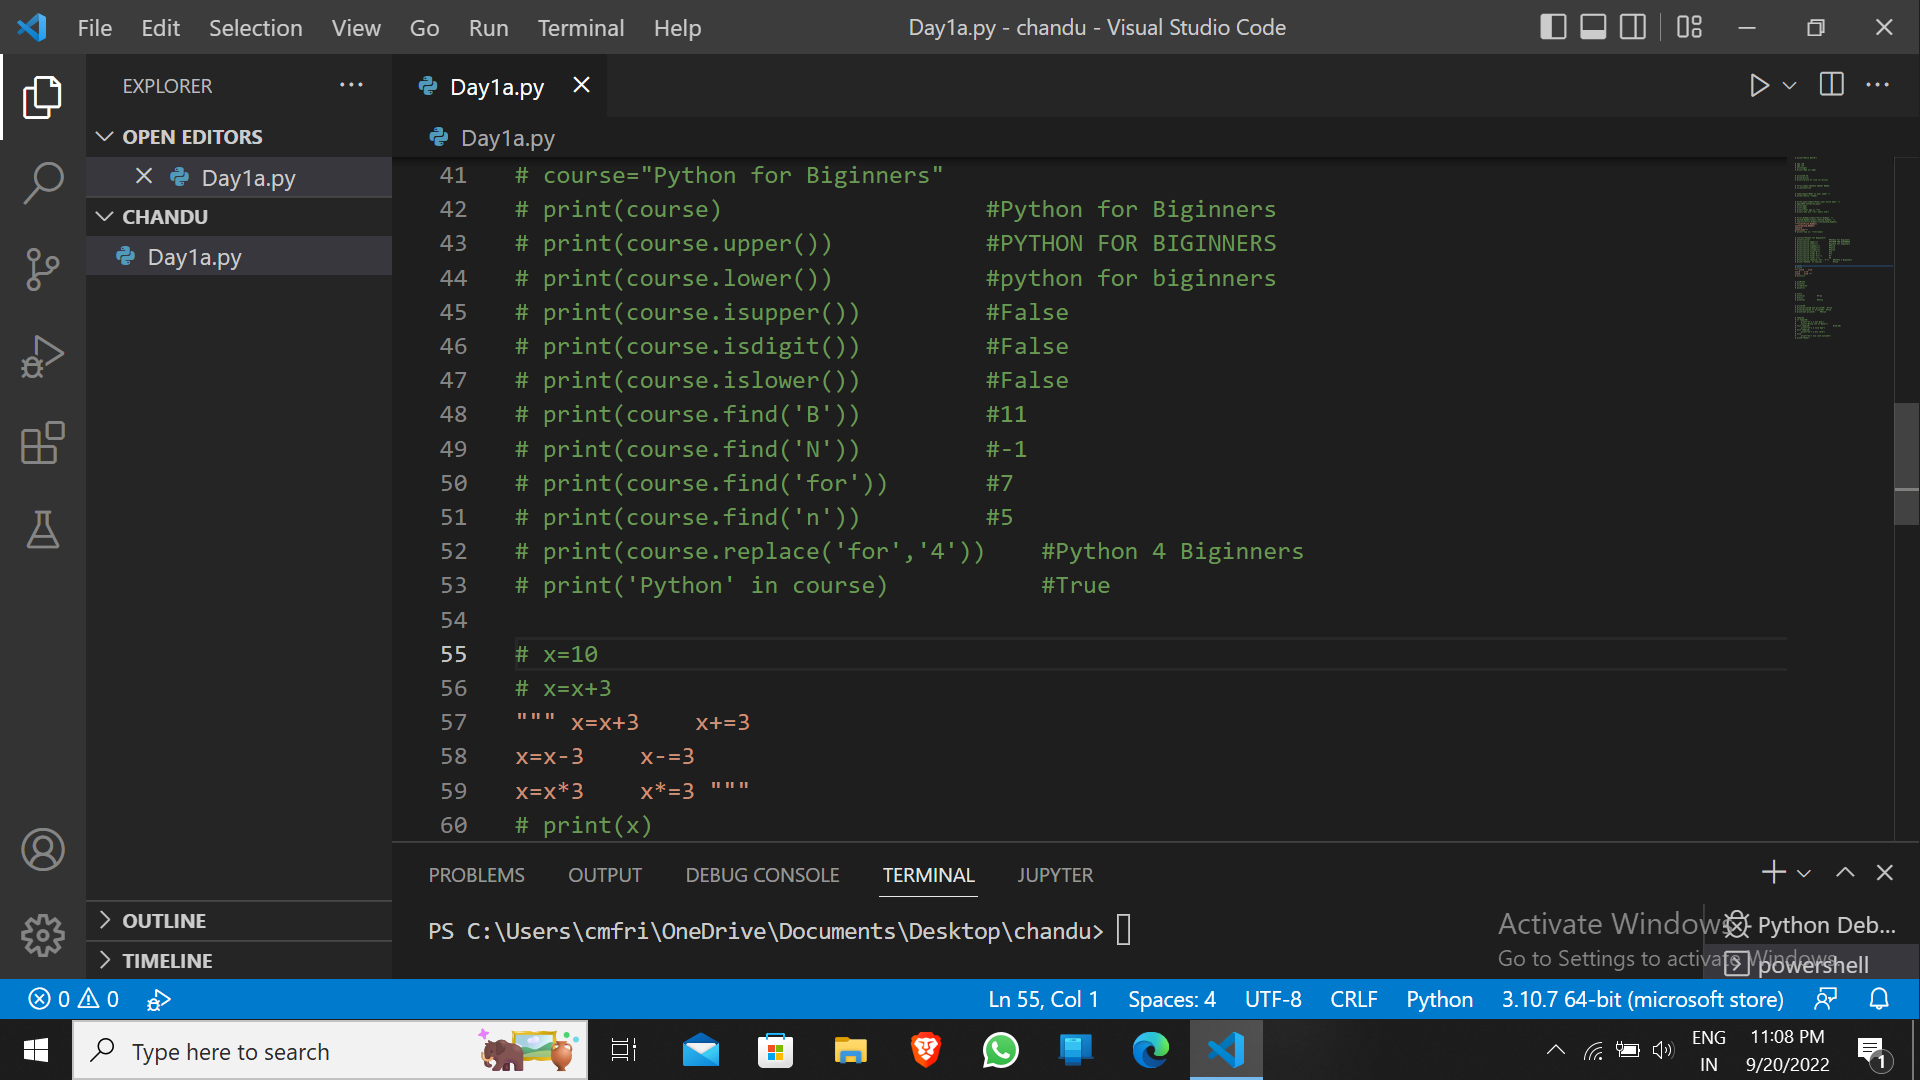 File Edit Selection View Go Run Terminal Help
Day1a.py - chandu - Visual Studio Code
EXPLORER
OPEN EDITORS
Day1a.py
CHANDU
Day1a.py
OUTLINE
TIMELINE
Day1a.py
Day1a.py
41 # course="Python for Biginners"
42 # print(course) #Python for Biginners
43 # print(course.upper()) #PYTHON FOR BIGINNERS
44 # print(course.lower()) #python for biginners
45 # print(course.isupper()) #False
46 # print(course.isdigit()) #False
47 # print(course.islower()) #False
48 # print(course.find('B')) #11
49 # print(course.find('N')) #-1
50 # print(course.find('for')) #7
51 # print(course.find('n')) #5
52 # print(course.replace('for','4')) #Python 4 Biginners
53 # print('Python' in course) #True
54
55 # x=10
56 # x=x+3
57 """ x=x+3 x+=3
58 x=x-3 x-=3
59 x=x*3 x*=3 """
60 # print(x)
PROBLEMS OUTPUT DEBUG CONSOLE TERMINAL JUPYTER
PS C:\Users\cmfri\OneDrive\Documents\Desktop\chandu>
Python Deb...
powershell
Activate Windows
Go to Settings to activate Windows.
0 0 Ln 55, Col 1 Spaces: 4 UTF-8 CRLF Python 3.10.7 64-bit (microsoft store)
Type here to search
ENG
IN
11:08 PM
9/20/2022
1